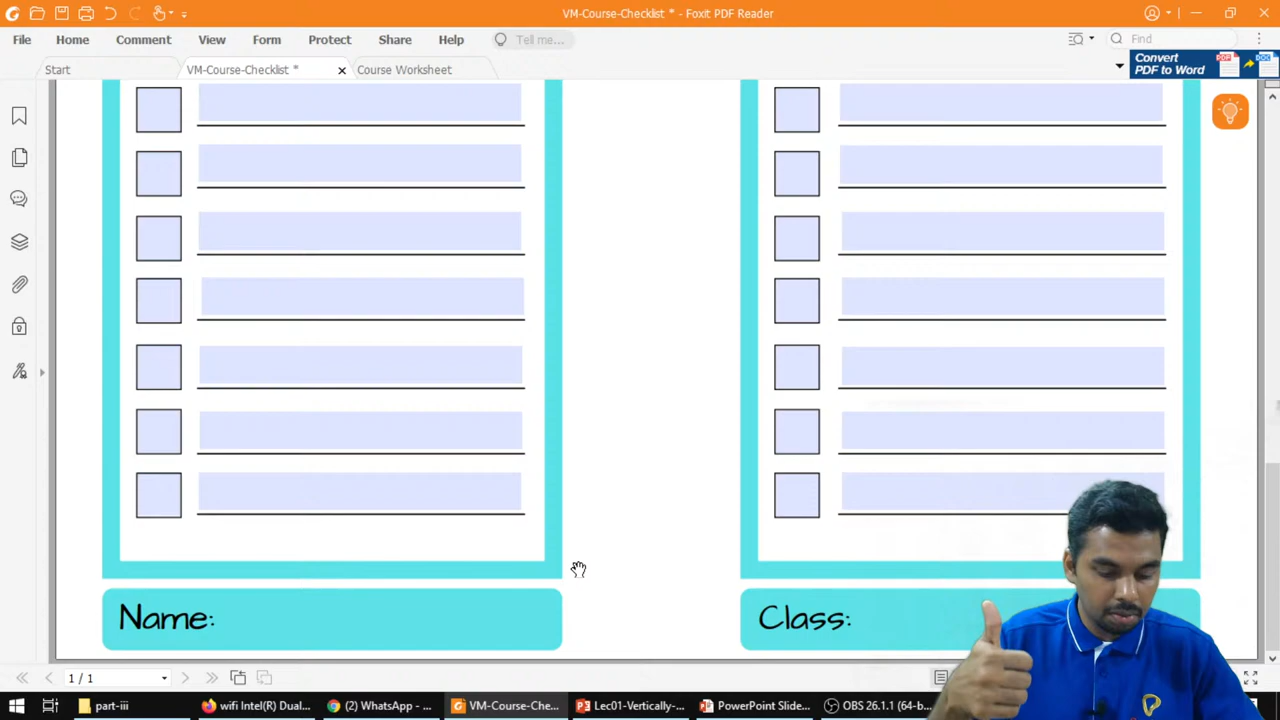 VM-Course-Checklist * - Foxit PDF Reader
File Home Comment View Form Protect Share Help Tell me... Find
Start VM-Course-Checklist * Course Worksheet
Convert
PDF to Word
Name:
Class:
1 / 1
part-iii wifi Intel(R) Dual... (2) WhatsApp - ... VM-Course-Che... Lec01-Vertically-... PowerPoint Slide... OBS 26.1.1 (64-b...